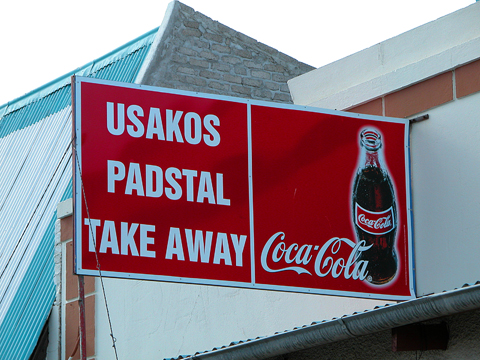 USAKOS
PADSTAL
TAKE AWAY
Coca-Cola
Coca-Cola